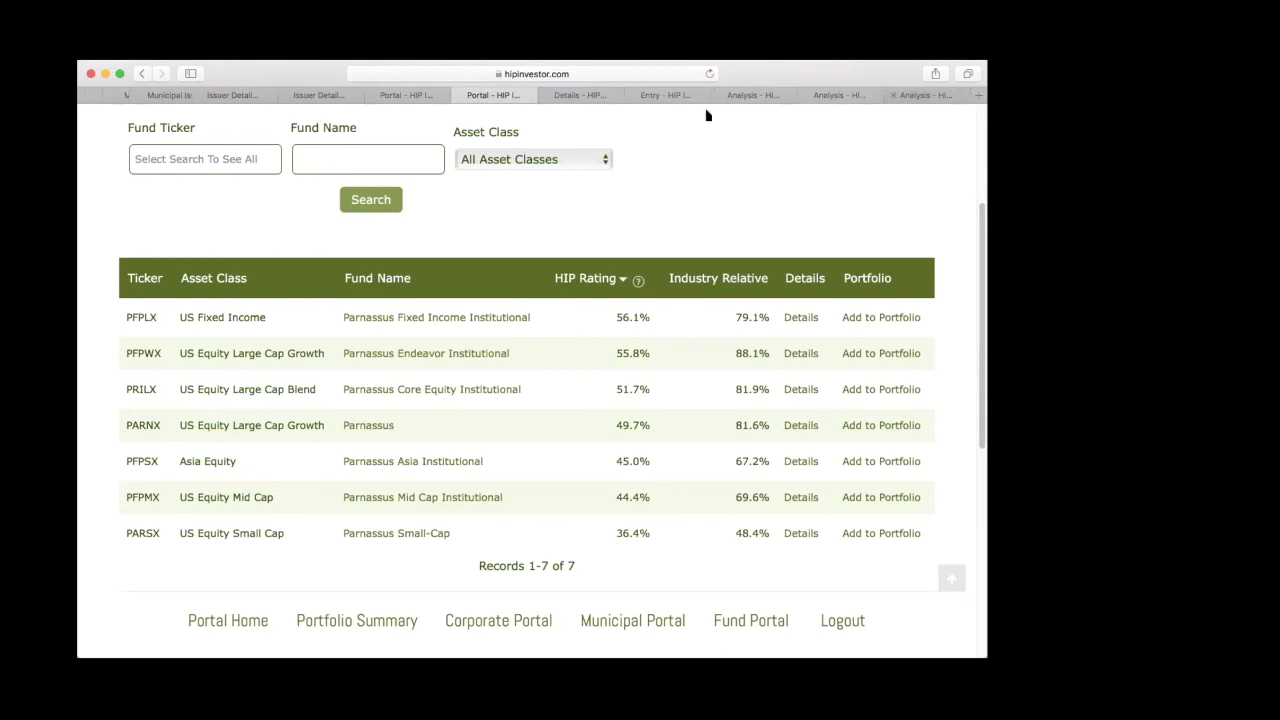 hipinvestor.com
M Municipal Is Issuer Detail... Issuer Detail... Portal - HIP I... Portal - HIP I... Details - HIP... Entry - HIP I... Analysis - HI... Analysis - HI... × Analysis - HI... +
Fund Ticker Fund Name Asset Class
Select Search To See All All Asset Classes
Search
Ticker Asset Class Fund Name HIP Rating ? Industry Relative Details Portfolio
PFPLX US Fixed Income Parnassus Fixed Income Institutional 56.1% 79.1% Details Add to Portfolio
PFPWX US Equity Large Cap Growth Parnassus Endeavor Institutional 55.8% 88.1% Details Add to Portfolio
PRILX US Equity Large Cap Blend Parnassus Core Equity Institutional 51.7% 81.9% Details Add to Portfolio
PARNX US Equity Large Cap Growth Parnassus 49.7% 81.6% Details Add to Portfolio
PFPSX Asia Equity Parnassus Asia Institutional 45.0% 67.2% Details Add to Portfolio
PFPMX US Equity Mid Cap Parnassus Mid Cap Institutional 44.4% 69.6% Details Add to Portfolio
PARSX US Equity Small Cap Parnassus Small-Cap 36.4% 48.4% Details Add to Portfolio
Records 1-7 of 7
Portal Home Portfolio Summary Corporate Portal Municipal Portal Fund Portal Logout